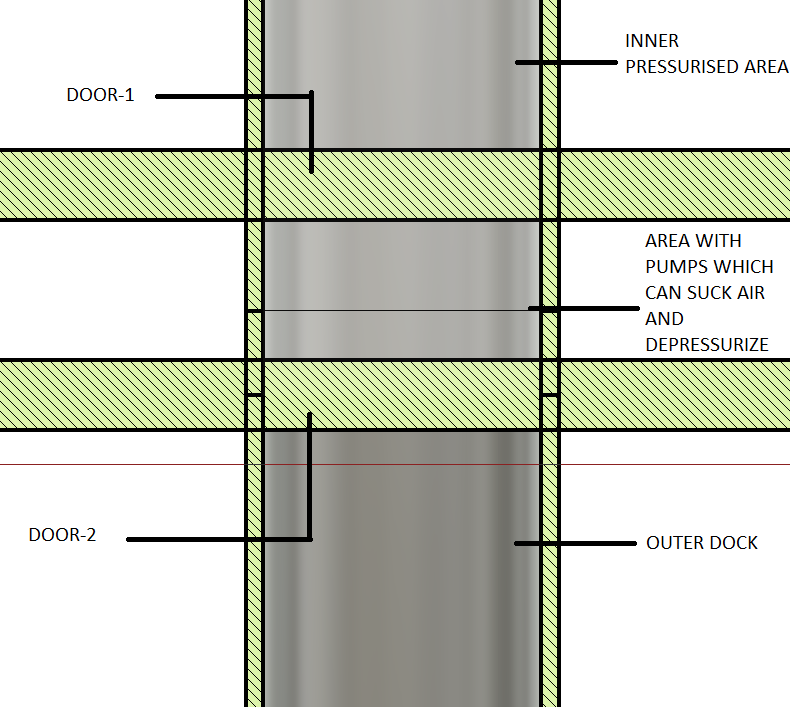 INNER
PRESSURISED AREA
DOOR-1
AREA WITH
PUMPS WHICH
CAN SUCK AIR
AND
DEPRESSURIZE
DOOR-2
OUTER DOCK